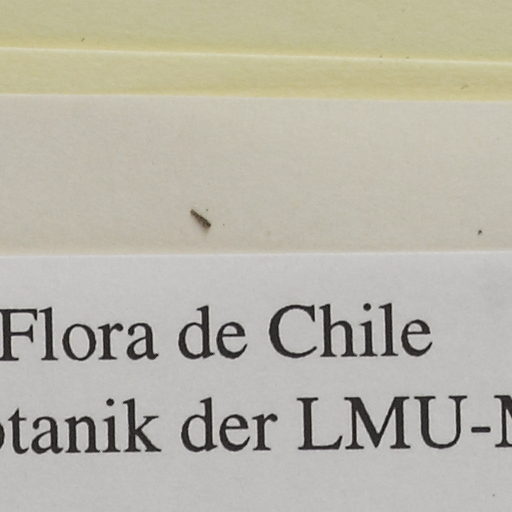 Flora de Chile
otanik der LMU-